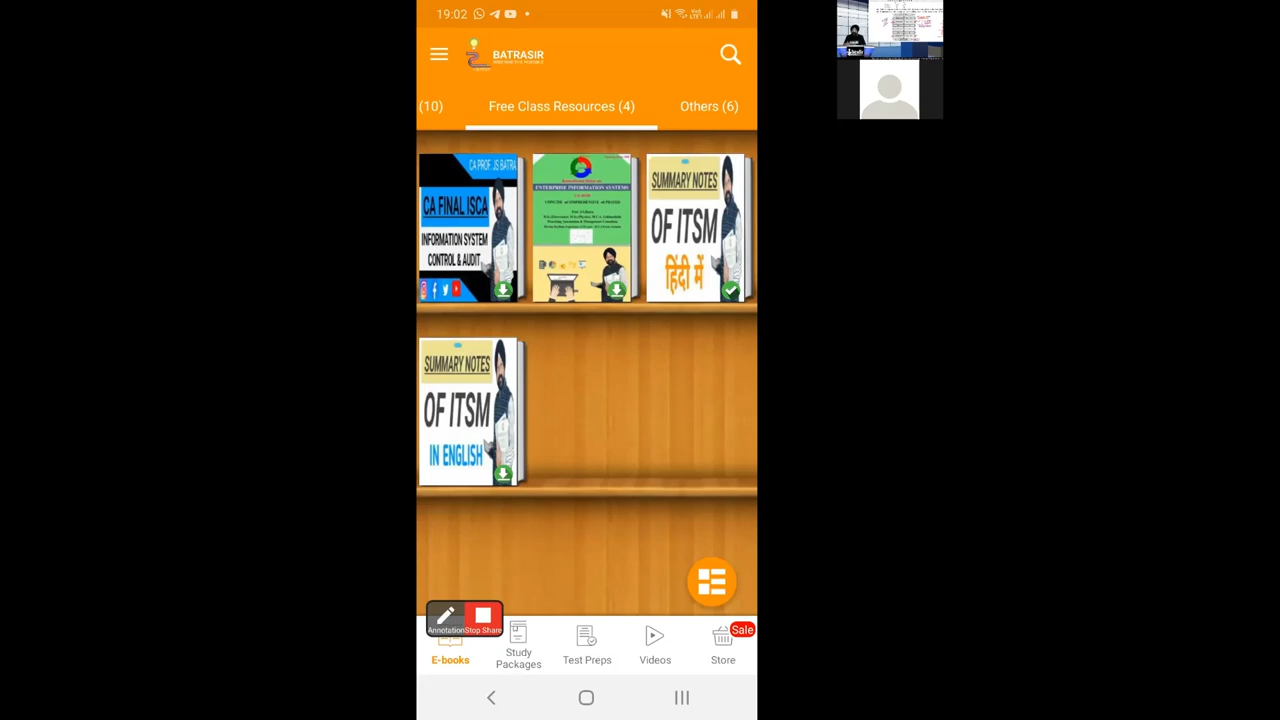 19:02
BATRASIR
(10)
Free Class Resources (4)
Others (6)
CA PROF. JS BATRA
CA FINAL ISCA
INFORMATION SYSTEM
CONTROL & AUDIT
ENTERPRISE INFORMATION SYSTEMS
SUMMARY NOTES
OF ITSM
हिंदी में
SUMMARY NOTES
OF ITSM
IN ENGLISH
Annotation
Stop Share
Sale
E-books
Study
Packages
Test Preps
Videos
Store